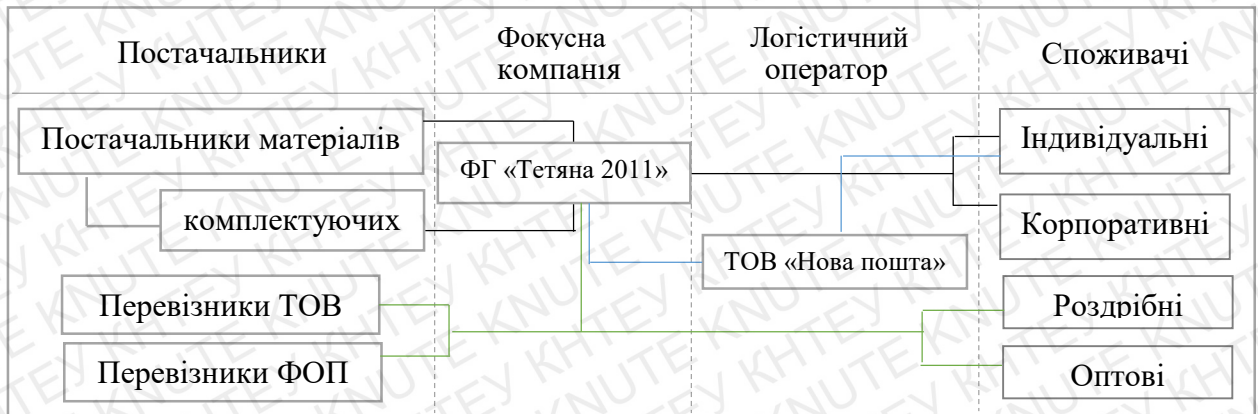 Постачальники
Фокусна
компанія
Логістичний
оператор
Споживачі
Постачальники матеріалів
комплектуючих
Перевізники ТОВ
Перевізники ФОП
ФГ «Тетяна 2011»
ТОВ «Нова пошта»
Індивідуальні
Корпоративні
Роздрібні
Оптові